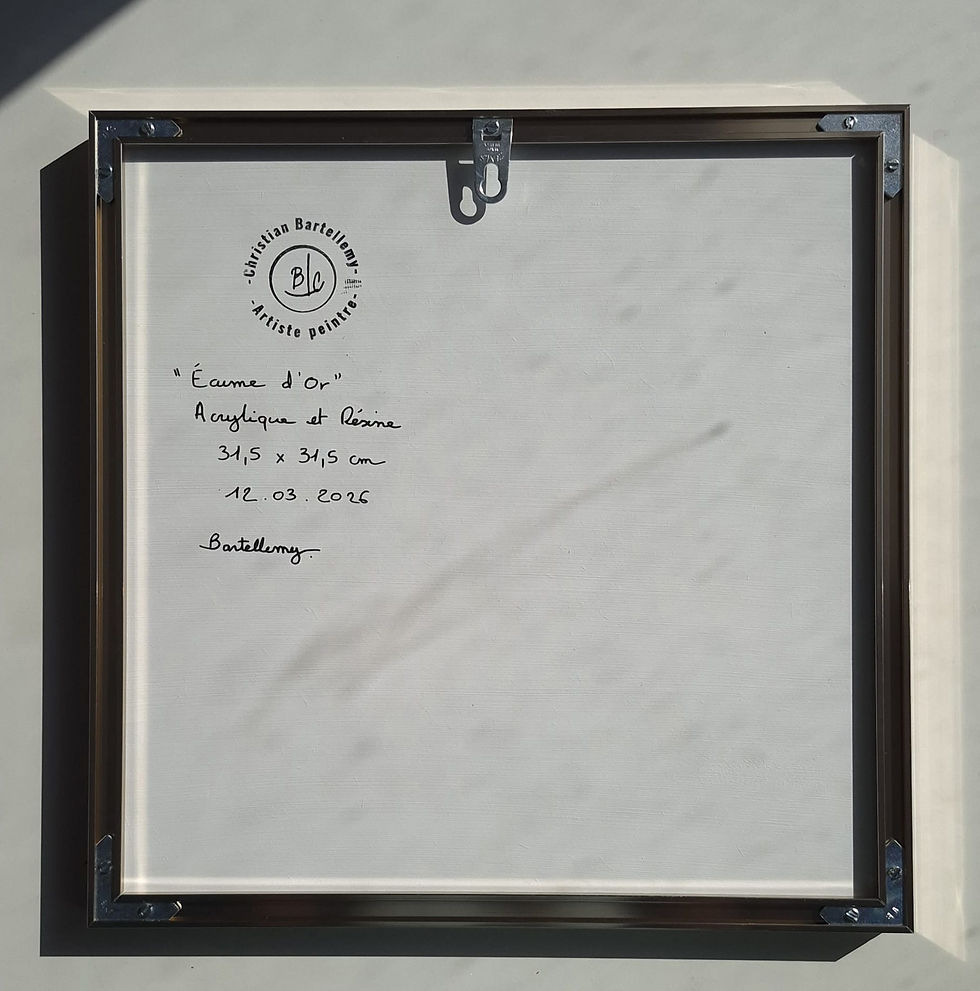 -Christian Bartellemy-
BLC
-Artiste peintre-
"Écume d'Or"
Acrylique et Résine
31,5 x 31,5 cm
12.03.2026
Bartellemy.